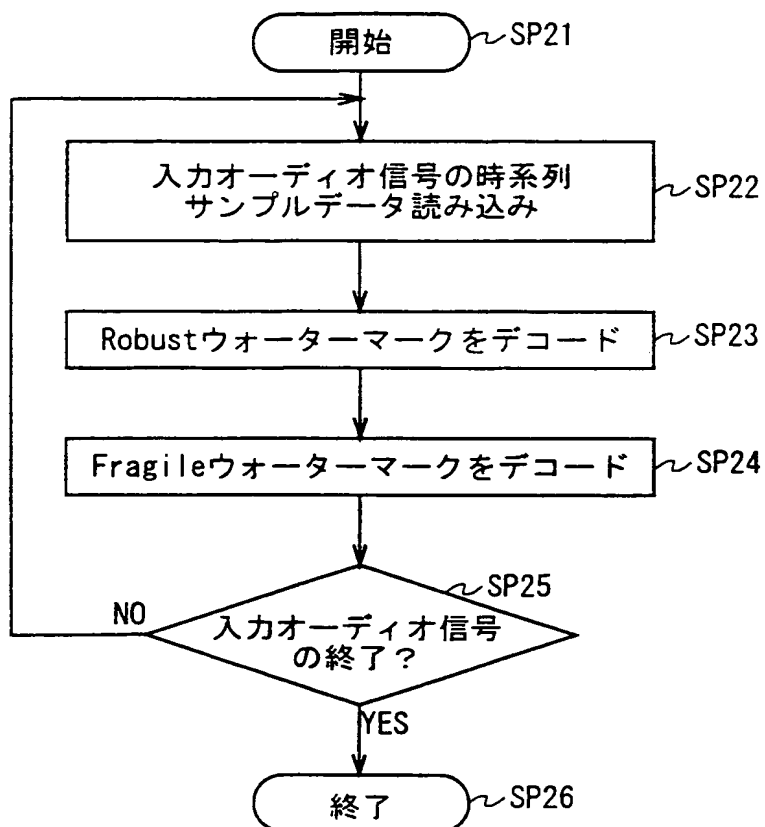 開始
SP21
入力オーディオ信号の時系列
サンプルデータ読み込み
SP22
Robustウォーターマークをデコード
SP23
Fragileウォーターマークをデコード
SP24
SP25
入力オーディオ信号
の終了？
NO
YES
終了
SP26